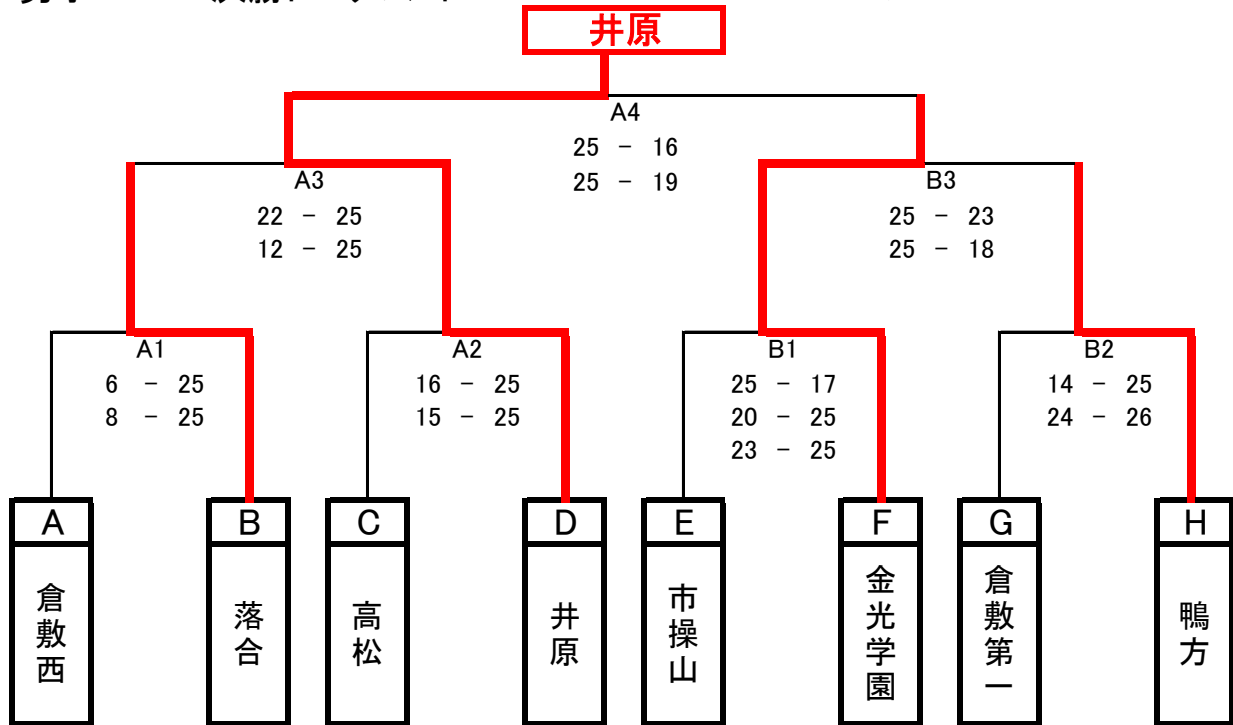 井原
A4
25 - 16
25 - 19
A3
22 - 25
12 - 25
B3
25 - 23
25 - 18
A1
6 - 25
8 - 25
A2
16 - 25
15 - 25
B1
25 - 17
20 - 25
23 - 25
B2
14 - 25
24 - 26
A
倉敷西
B
落合
C
高松
D
井原
E
市操山
F
金光学園
G
倉敷第一
H
鴨方